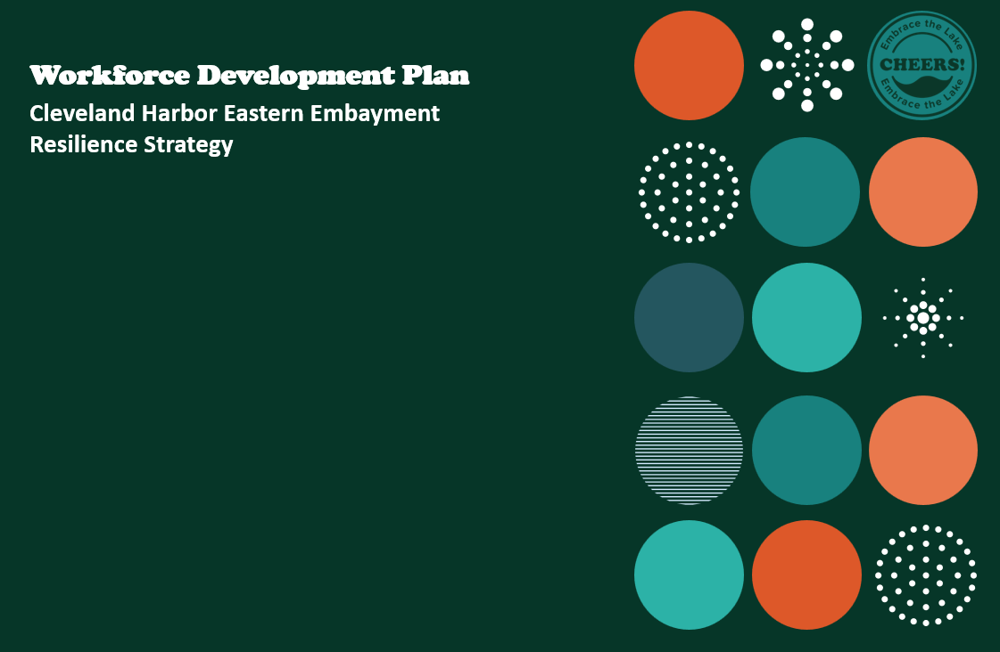 Workforce Development Plan
Cleveland Harbor Eastern Embayment
Resilience Strategy
Embrace the Lake
CHEERS!
Embrace the Lake